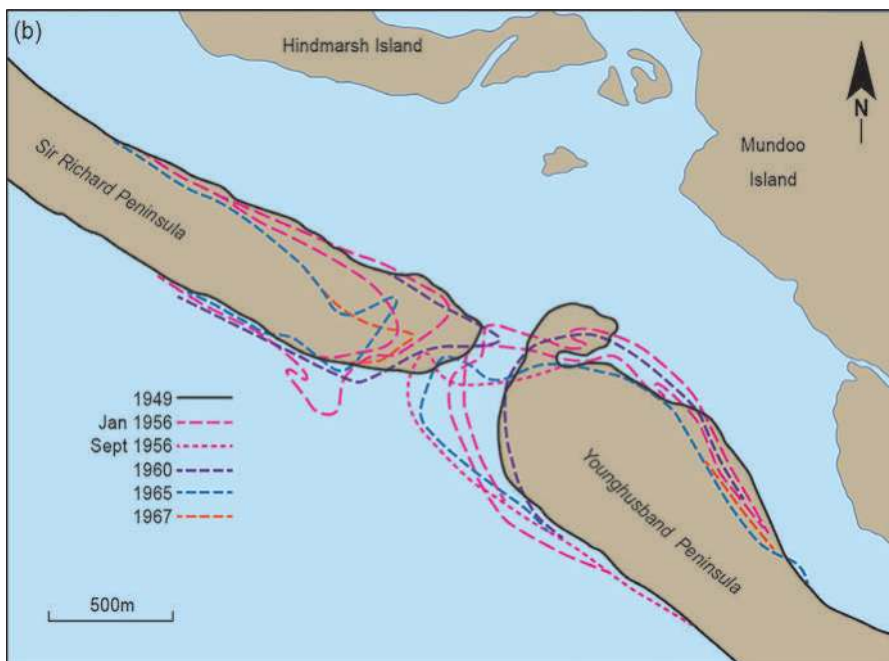 (b)
Hindmarsh Island
N
Mundoo
Island
Sir Richard Peninsula
1949
Jan 1956
Sept 1956
1960
1965
1967
Younghusband Peninsula
500m